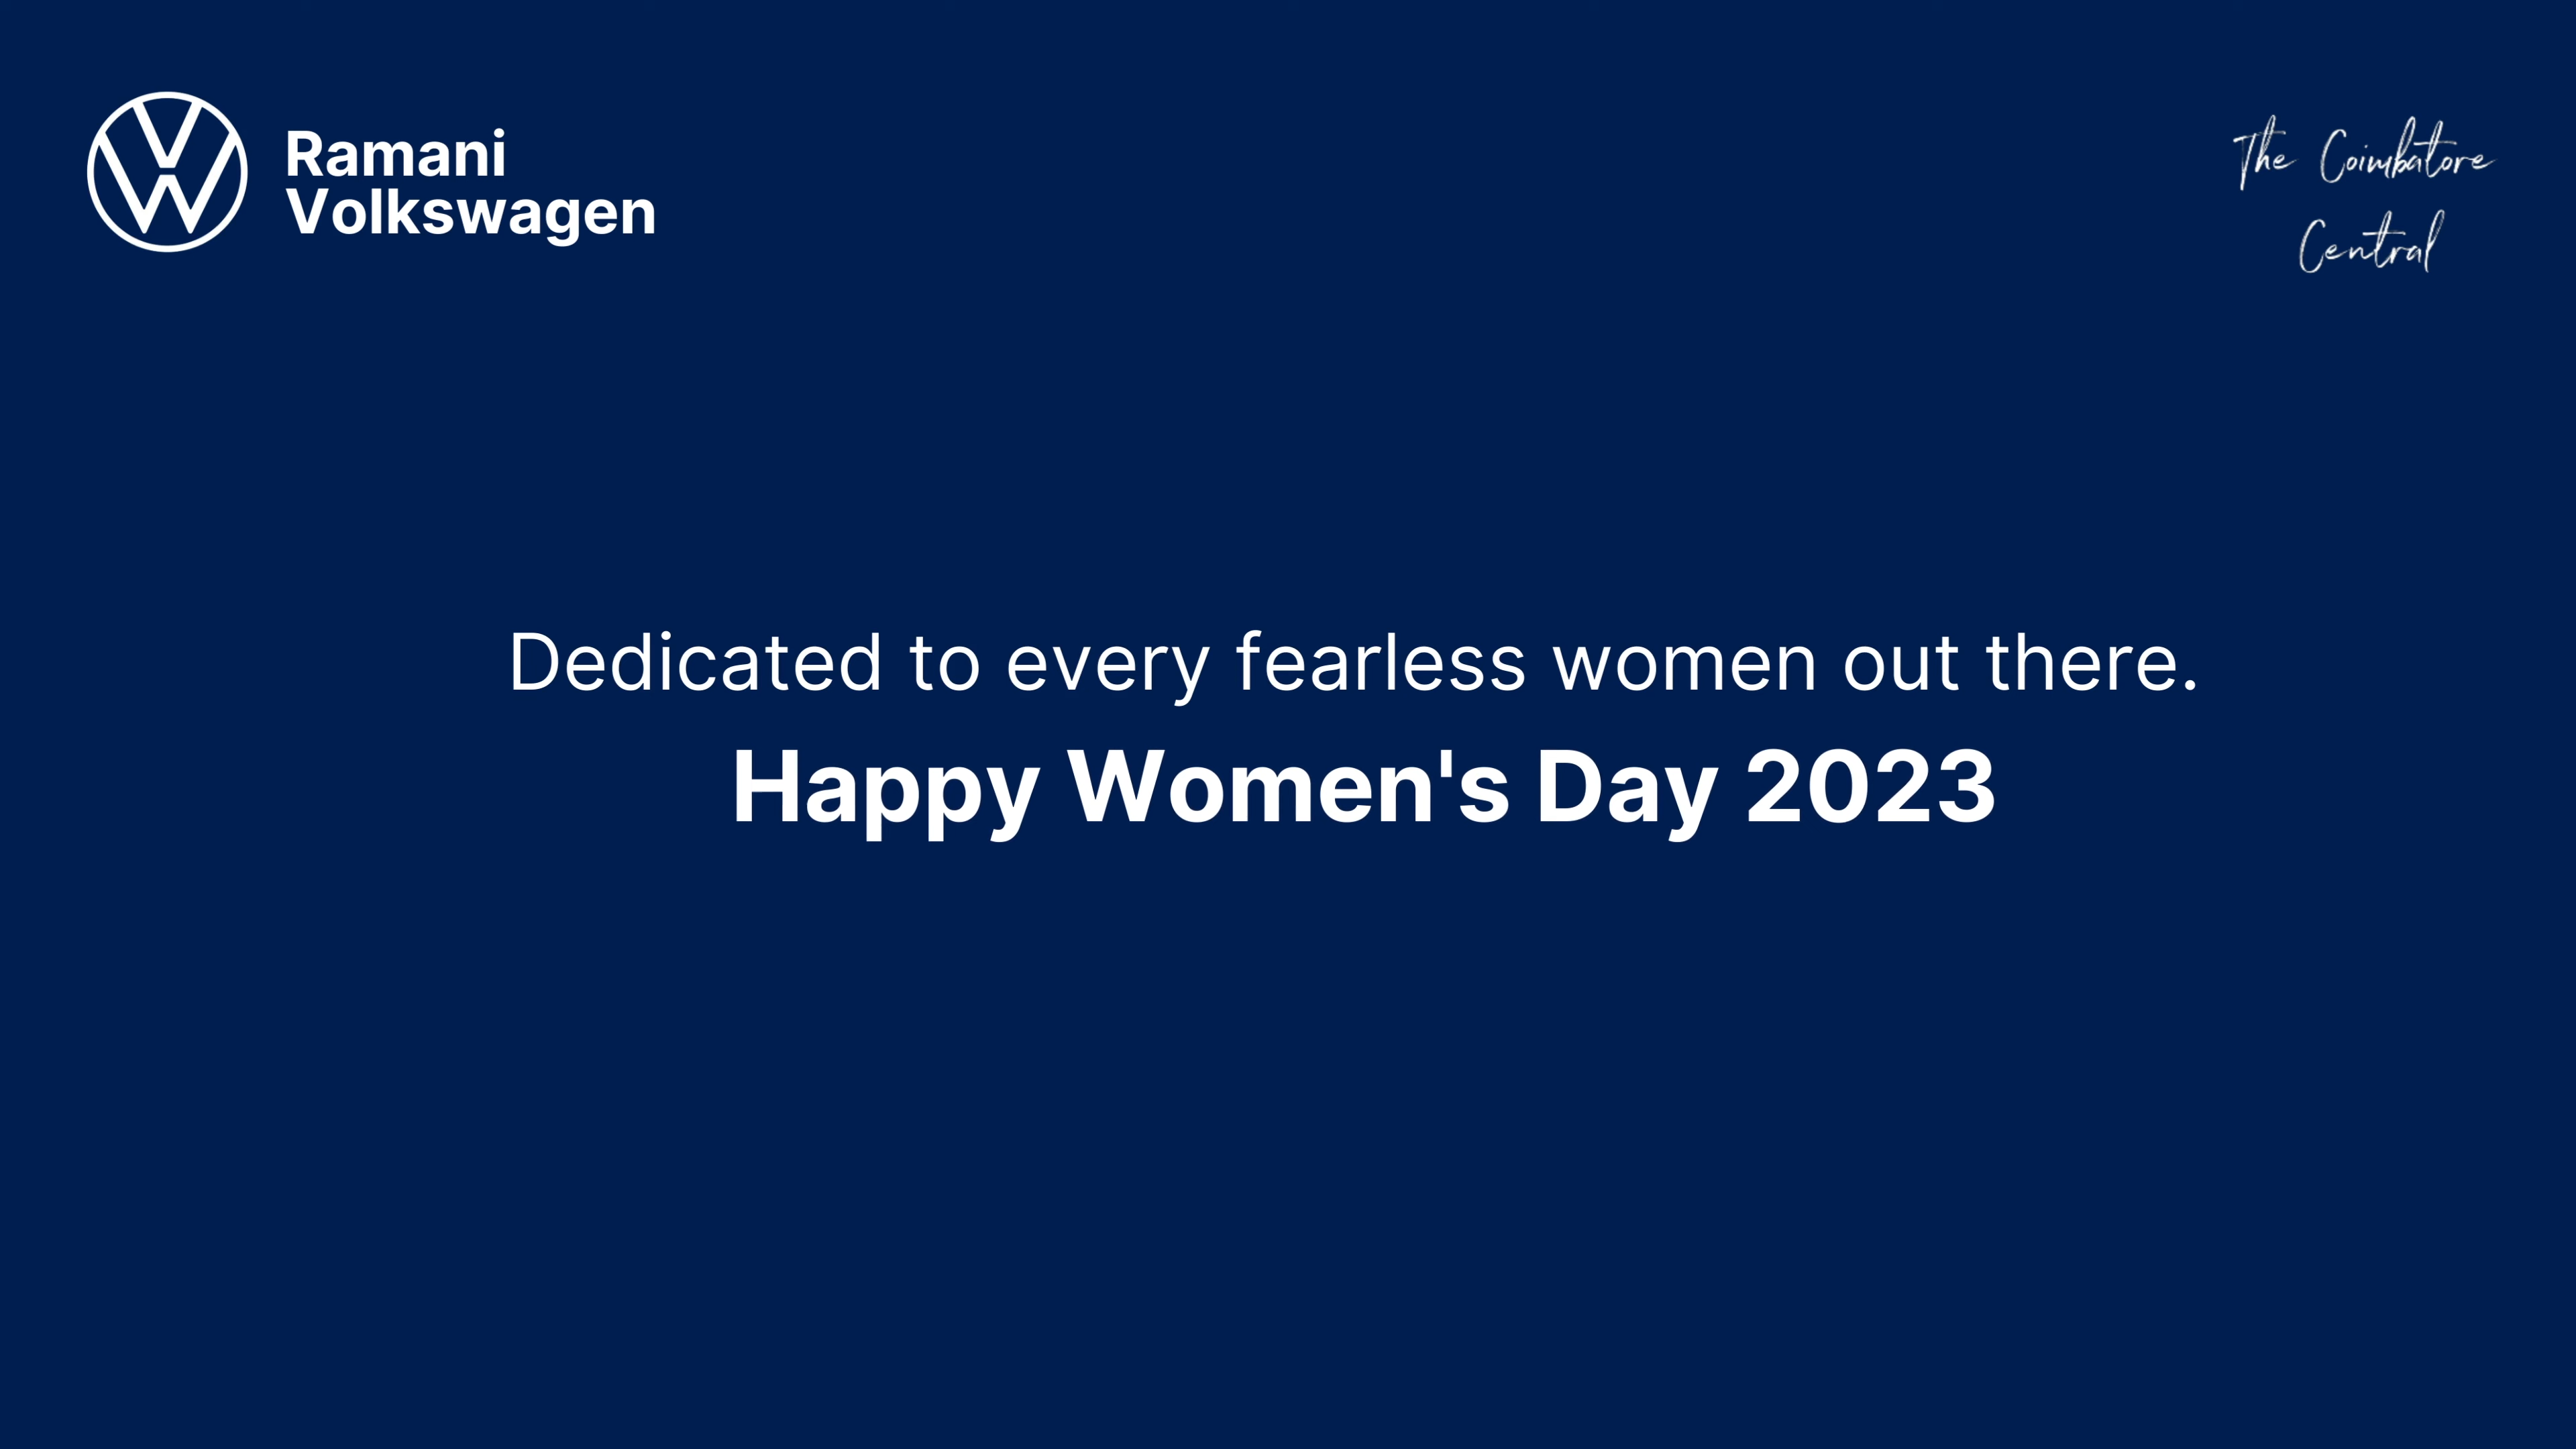 Ramani
Volkswagen
The Coimbatore
Central
Dedicated to every fearless women out there.
Happy Women's Day 2023